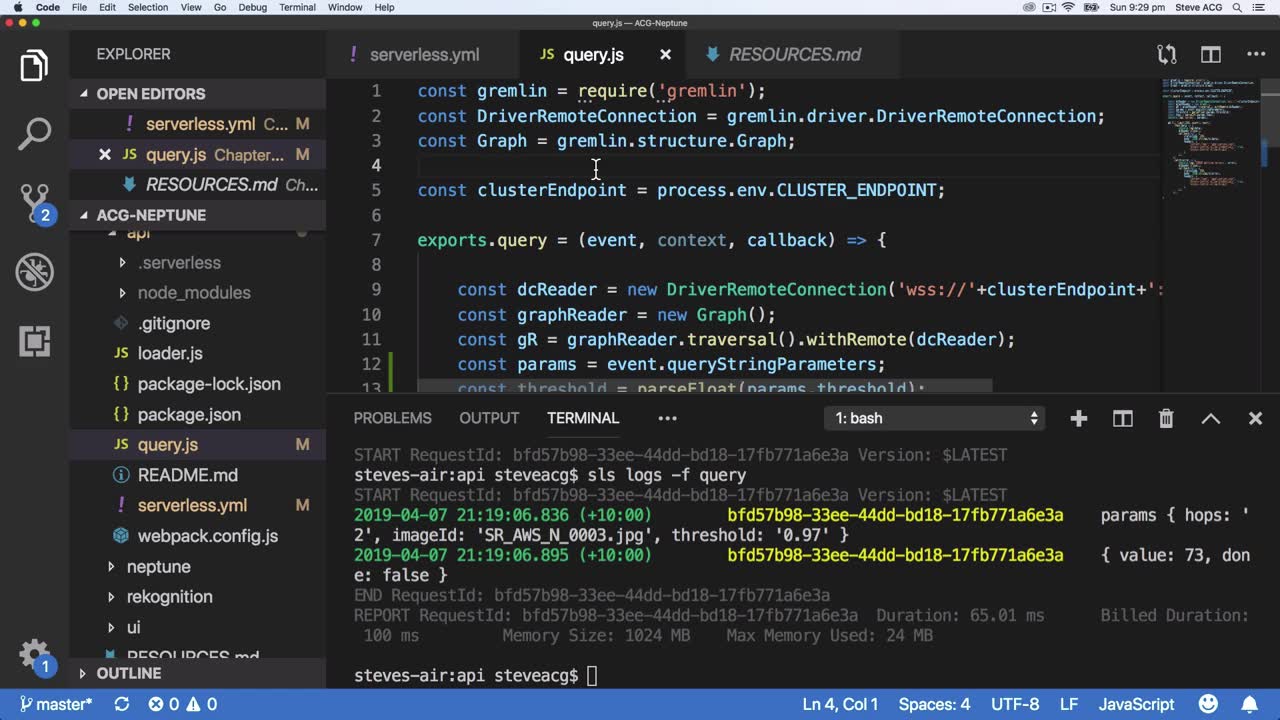 Code File Edit Selection View Go Debug Terminal Window Help Sun 9:29 pm Steve ACG
query.js — ACG-Neptune
EXPLORER
OPEN EDITORS
! serverless.yml C... M
JS query.js Chapter... M
RESOURCES.md Ch...
ACG-NEPTUNE
api
.serverless
node_modules
.gitignore
JS loader.js
{} package-lock.json
{} package.json
JS query.js M
README.md
! serverless.yml M
webpack.config.js
neptune
rekognition
ui
RESOURCES.md
OUTLINE
2
1
! serverless.yml JS query.js RESOURCES.md
1 const gremlin = require('gremlin');
2 const DriverRemoteConnection = gremlin.driver.DriverRemoteConnection;
3 const Graph = gremlin.structure.Graph;
4
5 const clusterEndpoint = process.env.CLUSTER_ENDPOINT;
6
7 exports.query = (event, context, callback) => {
8
9 const dcReader = new DriverRemoteConnection('wss://'+clusterEndpoint+':
10 const graphReader = new Graph();
11 const gR = graphReader.traversal().withRemote(dcReader);
12 const params = event.queryStringParameters;
13 const threshold = parseFloat(params.threshold);
PROBLEMS OUTPUT TERMINAL ••• 1: bash
START RequestId: bfd57b98-33ee-44dd-bd18-17fb771a6e3a Version: $LATEST
steves-air:api steveacg$ sls logs -f query
START RequestId: bfd57b98-33ee-44dd-bd18-17fb771a6e3a Version: $LATEST
2019-04-07 21:19:06.836 (+10:00) bfd57b98-33ee-44dd-bd18-17fb771a6e3a params { hops: '
2', imageId: 'SR_AWS_N_0003.jpg', threshold: '0.97' }
2019-04-07 21:19:06.895 (+10:00) bfd57b98-33ee-44dd-bd18-17fb771a6e3a { value: 73, don
e: false }
END RequestId: bfd57b98-33ee-44dd-bd18-17fb771a6e3a
REPORT RequestId: bfd57b98-33ee-44dd-bd18-17fb771a6e3a Duration: 65.01 ms Billed Duration:
100 ms Memory Size: 1024 MB Max Memory Used: 24 MB
steves-air:api steveacg$
master* 0 0 Ln 4, Col 1 Spaces: 4 UTF-8 LF JavaScript